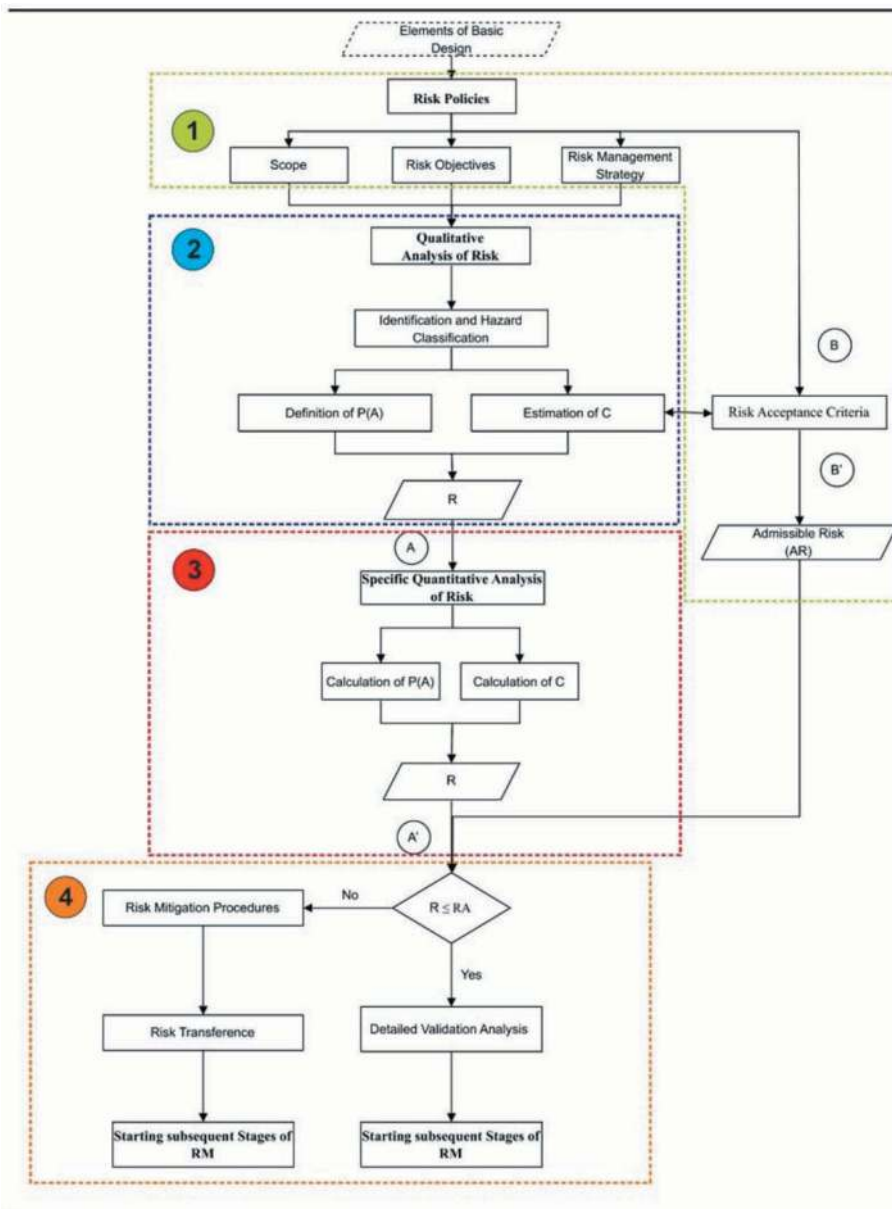 Elements of Basic
Design
Risk Policies
1
Scope
Risk Objectives
Risk Management
Strategy
2
Qualitative
Analysis of Risk
Identification and Hazard
Classification
B
Definition of P(A)
Estimation of C
Risk Acceptance Criteria
B'
R
Admissible Risk
(AR)
A
3
Specific Quantitative Analysis
of Risk
Calculation of P(A)
Calculation of C
R
A'
4
Risk Mitigation Procedures
No
R ≤ RA
Yes
Risk Transference
Detailed Validation Analysis
Starting subsequent Stages of
RM
Starting subsequent Stages of
RM